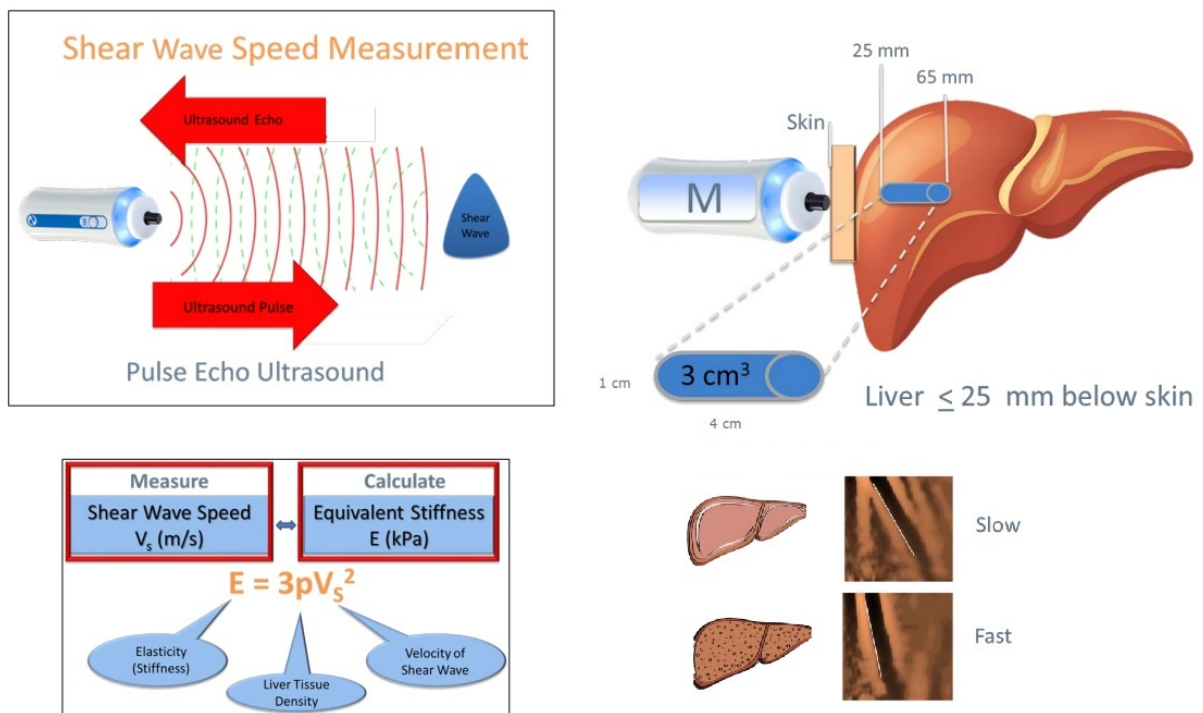 Shear Wave Speed Measurement
Ultrasound Echo
Shear
Wave
Ultrasound Pulse
Pulse Echo Ultrasound
25 mm
65 mm
Skin
M
3 cm³
1 cm
4 cm
Liver ≤ 25 mm below skin
Measure
Shear Wave Speed
Vs (m/s)
Calculate
Equivalent Stiffness
E (kPa)
E = 3pVs²
Elasticity
(Stiffness)
Liver Tissue
Density
Velocity of
Shear Wave
Slow
Fast